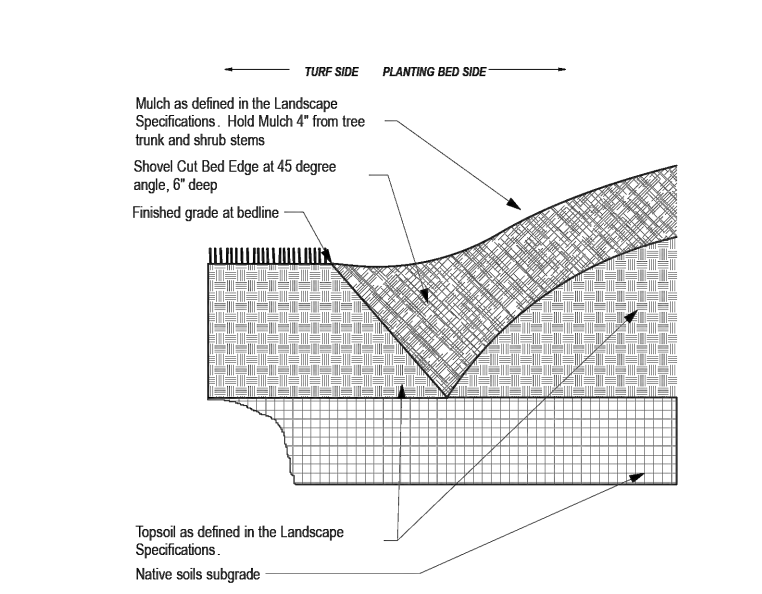 TURF SIDE PLANTING BED SIDE
Mulch as defined in the Landscape
Specifications. Hold Mulch 4" from tree
trunk and shrub stems
Shovel Cut Bed Edge at 45 degree
angle, 6" deep
Finished grade at bedline
Topsoil as defined in the Landscape
Specifications.
Native soils subgrade